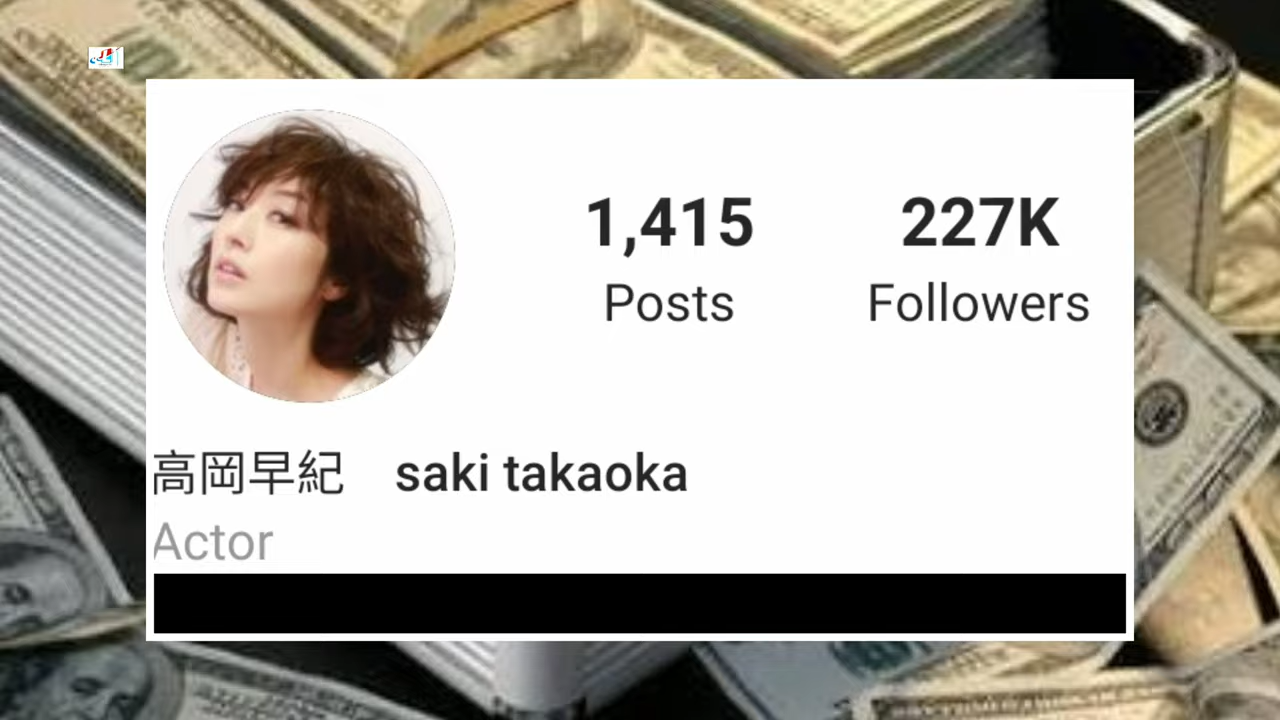 1,415 227K
Posts Followers
高岡早紀 saki takaoka
Actor